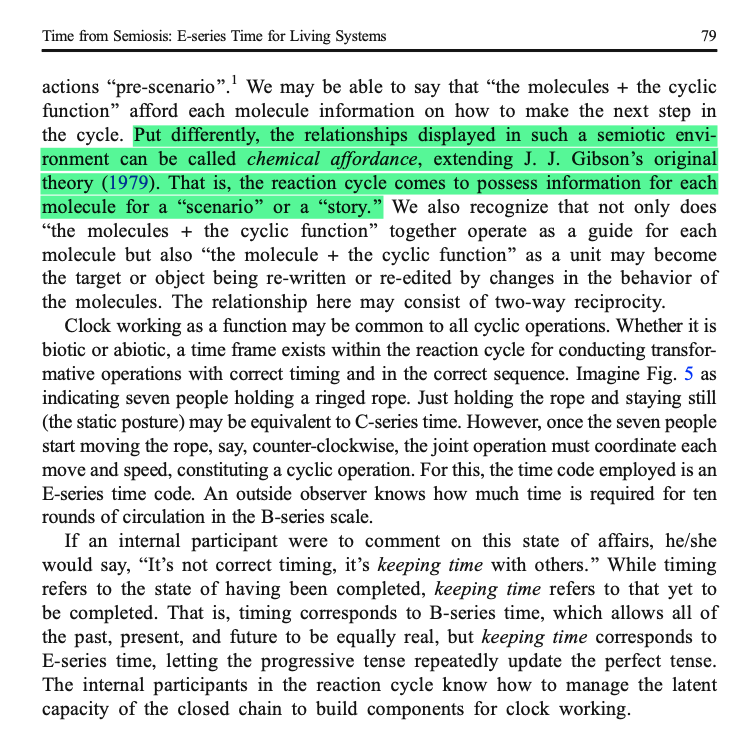 Time from Semiosis: E-series Time for Living Systems 79
actions “pre-scenario”.1 We may be able to say that “the molecules + the cyclic
function” afford each molecule information on how to make the next step in
the cycle. Put differently, the relationships displayed in such a semiotic envi-
ronment can be called chemical affordance, extending J. J. Gibson’s original
theory (1979). That is, the reaction cycle comes to possess information for each
molecule for a “scenario” or a “story.” We also recognize that not only does
“the molecules + the cyclic function” together operate as a guide for each
molecule but also “the molecule + the cyclic function” as a unit may become
the target or object being re-written or re-edited by changes in the behavior of
the molecules. The relationship here may consist of two-way reciprocity.
Clock working as a function may be common to all cyclic operations. Whether it is
biotic or abiotic, a time frame exists within the reaction cycle for conducting transfor-
mative operations with correct timing and in the correct sequence. Imagine Fig. 5 as
indicating seven people holding a ringed rope. Just holding the rope and staying still
(the static posture) may be equivalent to C-series time. However, once the seven people
start moving the rope, say, counter-clockwise, the joint operation must coordinate each
move and speed, constituting a cyclic operation. For this, the time code employed is an
E-series time code. An outside observer knows how much time is required for ten
rounds of circulation in the B-series scale.
If an internal participant were to comment on this state of affairs, he/she
would say, “It’s not correct timing, it’s keeping time with others.” While timing
refers to the state of having been completed, keeping time refers to that yet to
be completed. That is, timing corresponds to B-series time, which allows all of
the past, present, and future to be equally real, but keeping time corresponds to
E-series time, letting the progressive tense repeatedly update the perfect tense.
The internal participants in the reaction cycle know how to manage the latent
capacity of the closed chain to build components for clock working.